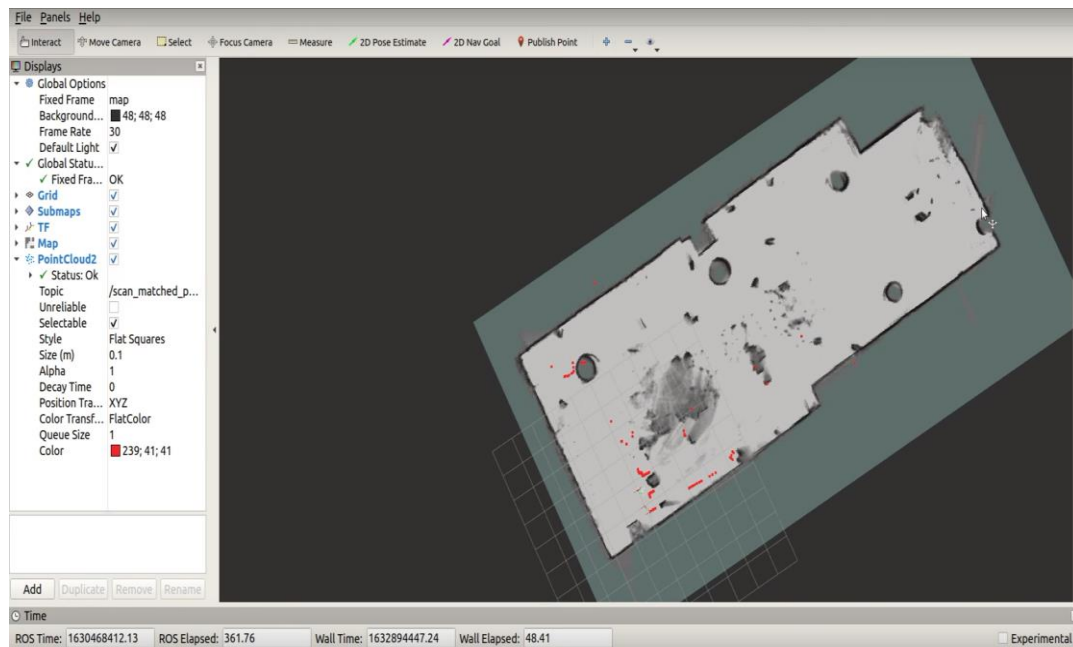 File Panels Help
Interact Move Camera Select Focus Camera Measure 2D Pose Estimate 2D Nav Goal Publish Point
Displays
Global Options
Fixed Frame map
Background... 48; 48; 48
Frame Rate 30
Default Light
Global Statu...
Fixed Fra... OK
Grid
Submaps
TF
Map
PointCloud2
Status: Ok
Topic /scan_matched_p...
Unreliable
Selectable
Style Flat Squares
Size (m) 0.1
Alpha 1
Decay Time 0
Position Tra... XYZ
Color Transf... FlatColor
Queue Size 1
Color 239; 41; 41
Add Duplicate Remove Rename
Time
ROS Time: 1630468412.13 ROS Elapsed: 361.76 Wall Time: 1632894447.24 Wall Elapsed: 48.41 Experimental